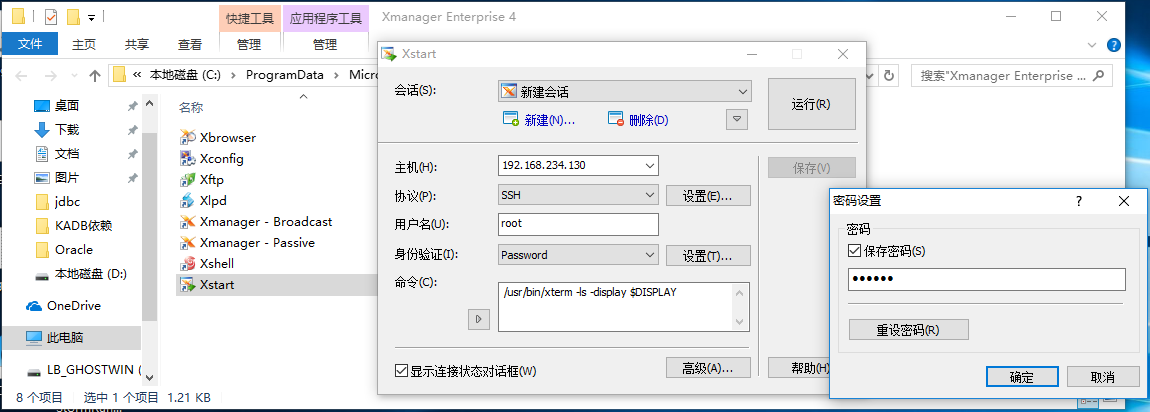 快捷工具 应用程序工具 Xmanager Enterprise 4
文件 主页 共享 查看 管理 管理
« 本地磁盘 (C:) › ProgramData › Micro
搜索"Xmanager Enterprise ...
桌面
下载
文档
图片
jdbc
KADB依赖
Oracle
本地磁盘 (D:)
OneDrive
此电脑
LB_GHOSTWIN (
名称
Xbrowser
Xconfig
Xftp
Xlpd
Xmanager - Broadcast
Xmanager - Passive
Xshell
Xstart
8 个项目 选中 1 个项目 1.21 KB
Xstart
会话(S): 新建会话 运行(R)
新建(N)... 删除(D)
主机(H): 192.168.234.130 保存(V)
协议(P): SSH 设置(E)...
用户名(U): root
身份验证(I): Password 设置(T)...
命令(C): /usr/bin/xterm -ls -display $DISPLAY
显示连接状态对话框(W) 高级(A)... 帮助(H)
密码设置 ?
密码
保存密码(S)
••••••
重设密码(R)
确定 取消